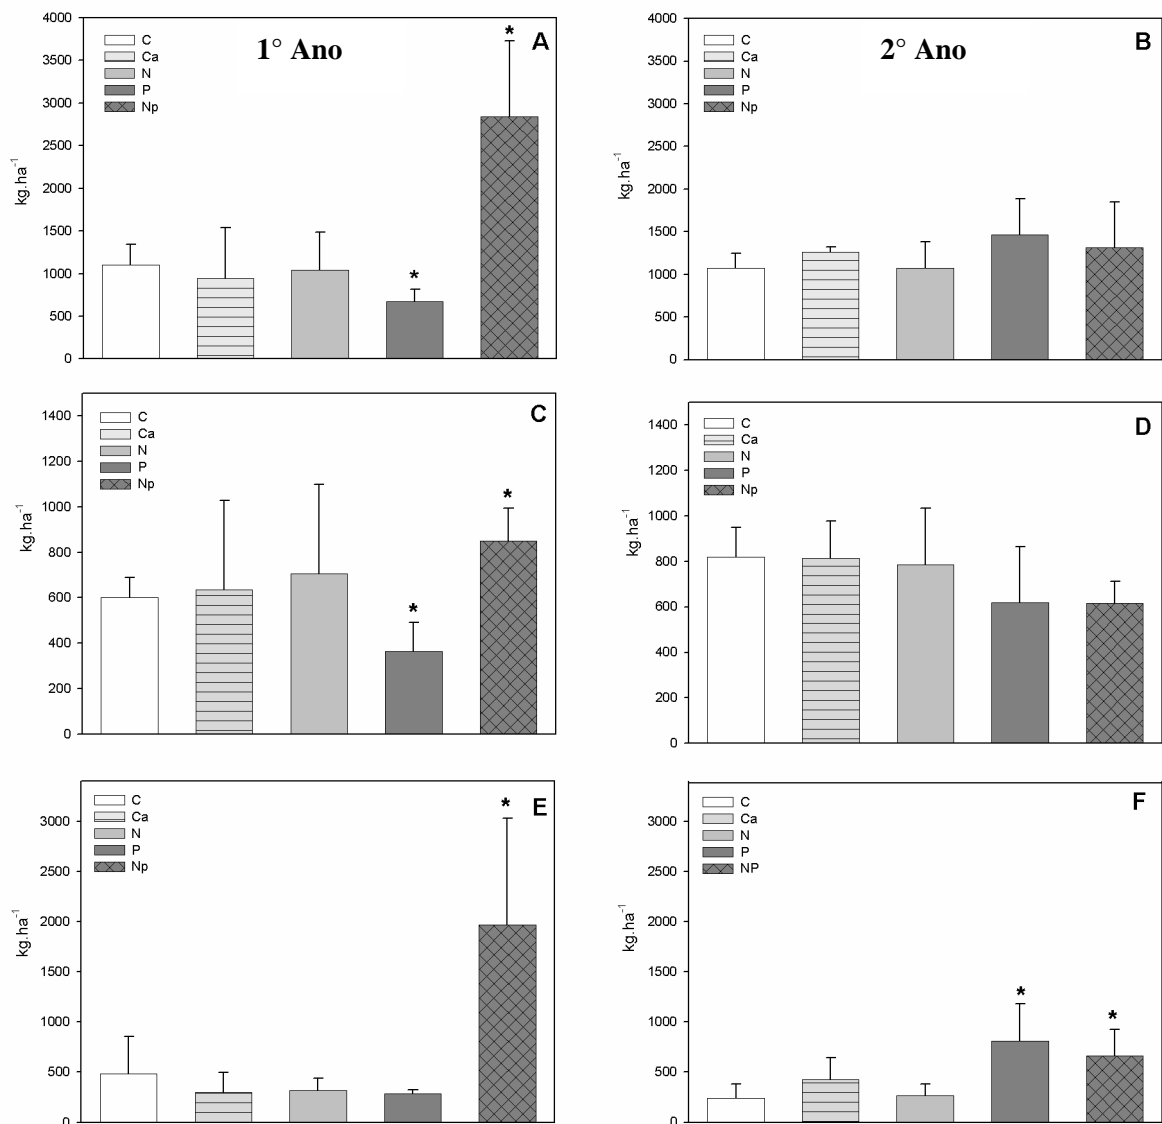 1° Ano
A
C
Ca
N
P
Np
*
*
kg.ha-1
4000
3500
3000
2500
2000
1500
1000
500
0
2° Ano
B
C
Ca
N
P
Np
kg.ha-1
4000
3500
3000
2500
2000
1500
1000
500
0
C
C
Ca
N
P
Np
*
*
kg.ha-1
1400
1200
1000
800
600
400
200
0
D
C
Ca
N
P
Np
kg.ha-1
1400
1200
1000
800
600
400
200
0
E
C
Ca
N
P
Np
*
kg.ha-1
3000
2500
2000
1500
1000
500
0
F
C
Ca
N
P
NP
*
*
kg.ha-1
3000
2500
2000
1500
1000
500
0